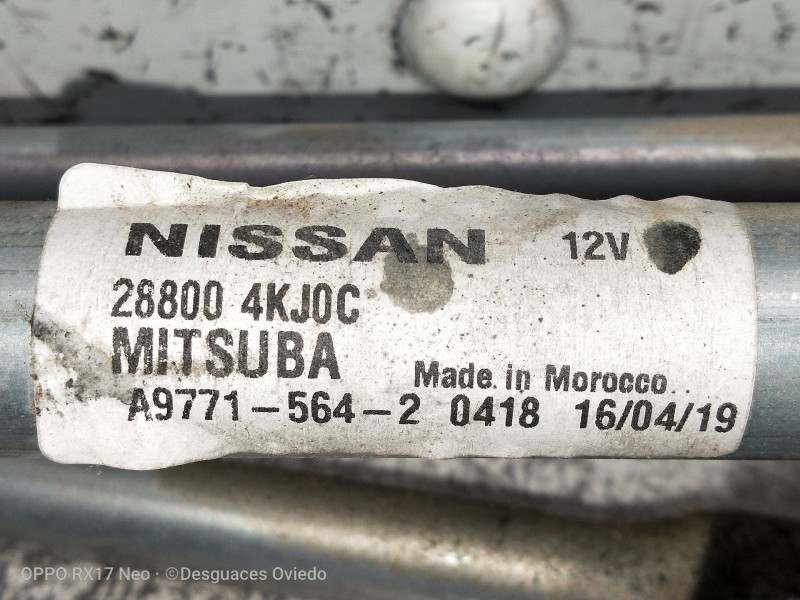 NISSAN 12V
28800 4KJ0C
MITSUBA
Made in Morocco
A9771-564-2 0418 16/04/19
OPPO RX17 Neo · ©Desguaces Oviedo